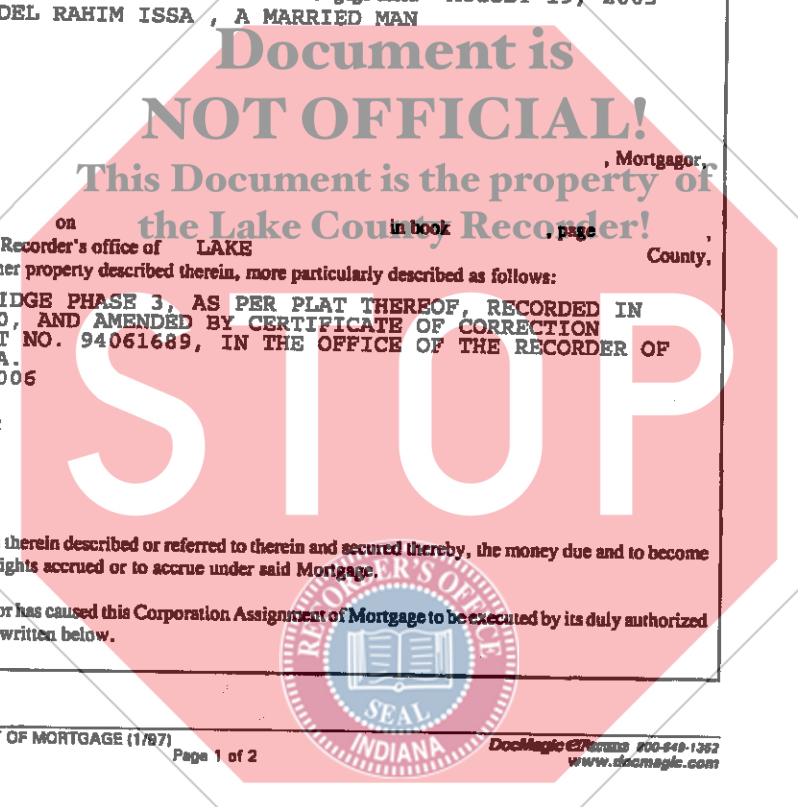 AUGUST 19,
DEL RAHIM ISSA , A MARRIED MAN
Document is
NOT OFFICIAL!
, Mortgagor,
This Document is the property of
the Lake County Recorder!
on in book , page ,
Recorder's office of LAKE County,
her property described therein, more particularly described as follows:
IDGE PHASE 3, AS PER PLAT THEREOF, RECORDED IN
0, AND AMENDED BY CERTIFICATE OF CORRECTION
T NO. 94061689, IN THE OFFICE OF THE RECORDER OF
A.
006
STOP
therein described or referred to therein and secured thereby, the money due and to become
ights accrued or to accrue under said Mortgage.
or has caused this Corporation Assignment of Mortgage to be executed by its duly authorized
written below.
RECORDER'S OFFICE
SEAL
INDIANA
OF MORTGAGE (1/97)
Page 1 of 2
DocMagic 800-649-1362
www.docmagic.com